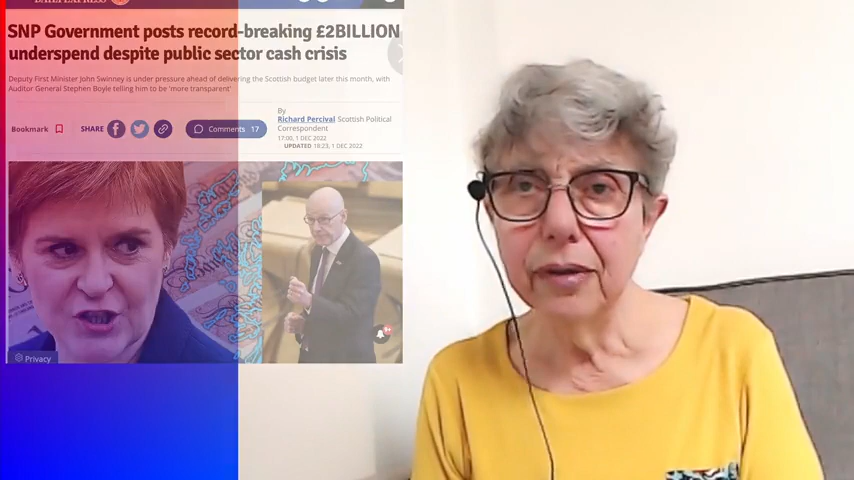 DAILY EXPRESS
SNP Government posts record-breaking £2BILLION
underspend despite public sector cash crisis
Deputy First Minister John Swinney is under pressure ahead of delivering the Scottish budget later this month, with
Auditor General Stephen Boyle telling him to be 'more transparent'
By
Richard Percival Scottish Political
Correspondent
17:00, 1 DEC 2022
UPDATED 18:23, 1 DEC 2022
Bookmark SHARE Comments 17
Privacy